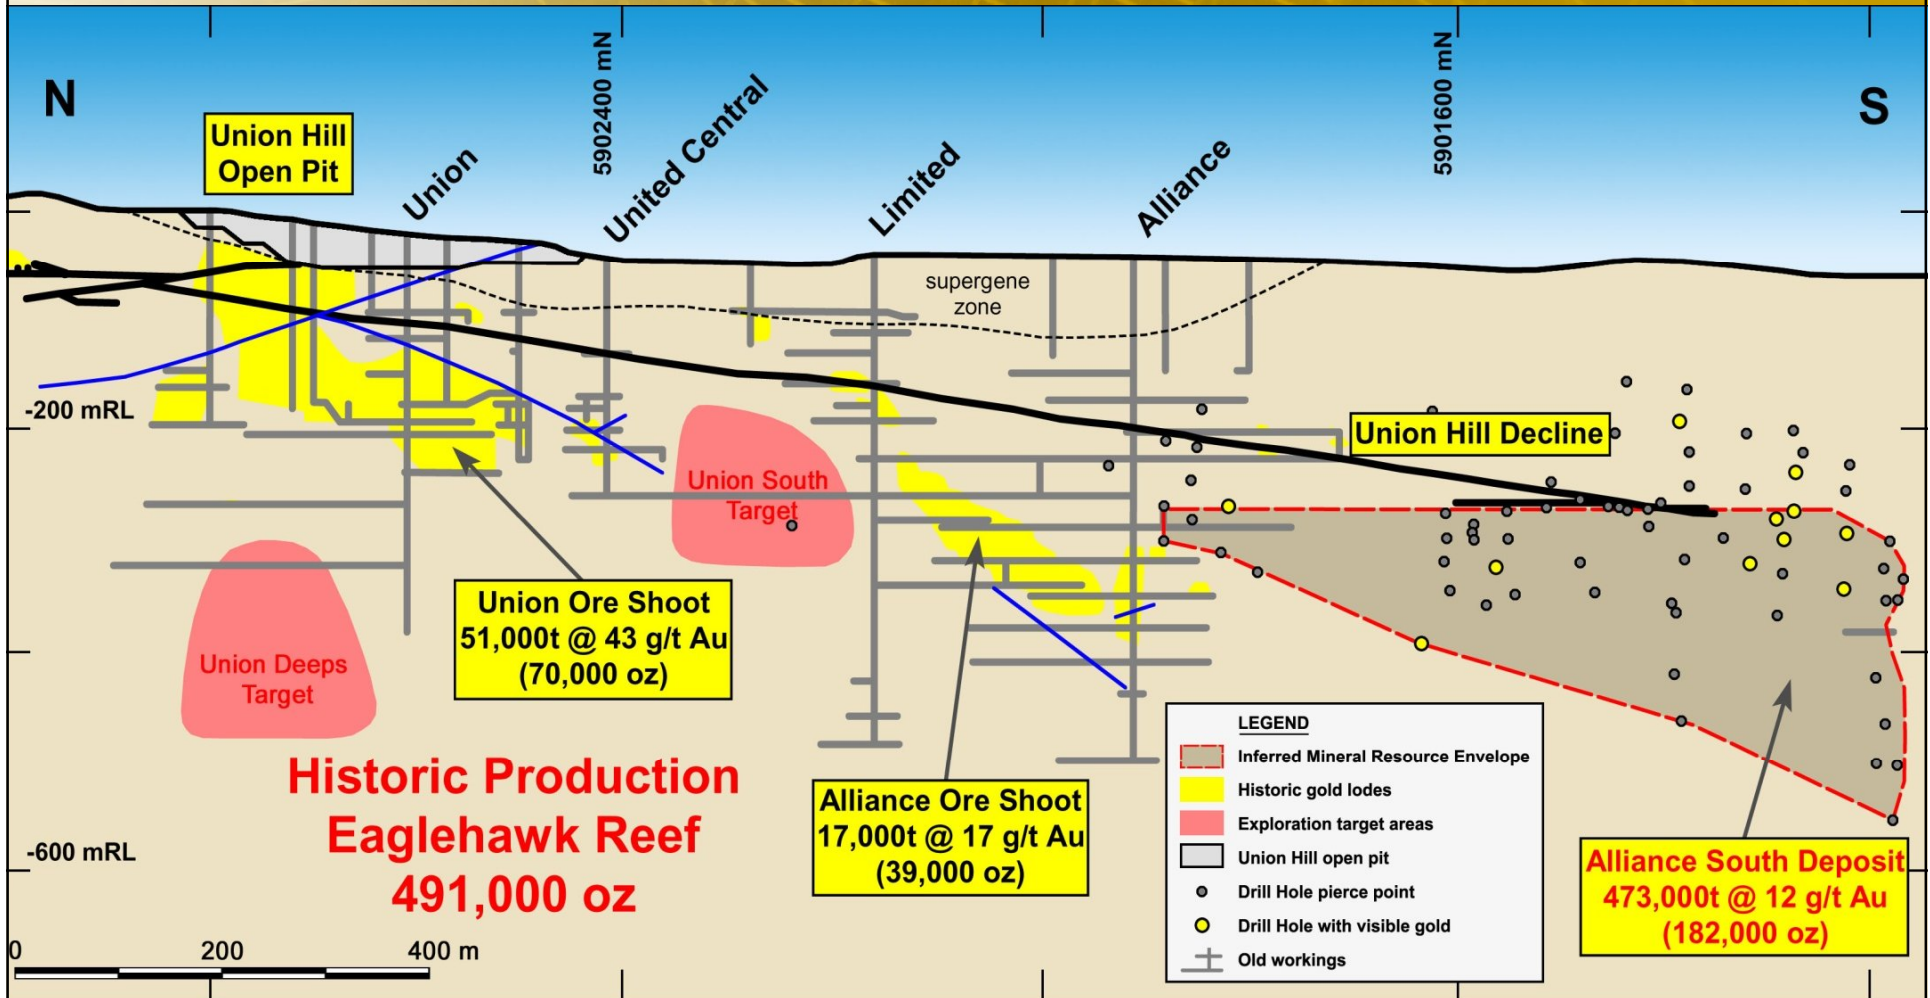 N
S
Union Hill
Open Pit
Union
5902400 mN
United Central
Limited
Alliance
5901600 mN
supergene
zone
-200 mRL
Union Hill Decline
Union South
Target
Union Deeps
Target
Union Ore Shoot
51,000t @ 43 g/t Au
(70,000 oz)
Historic Production
Eaglehawk Reef
491,000 oz
Alliance Ore Shoot
17,000t @ 17 g/t Au
(39,000 oz)
LEGEND
Inferred Mineral Resource Envelope
Historic gold lodes
Exploration target areas
Union Hill open pit
Drill Hole pierce point
Drill Hole with visible gold
Old workings
Alliance South Deposit
473,000t @ 12 g/t Au
(182,000 oz)
-600 mRL
0 200 400 m